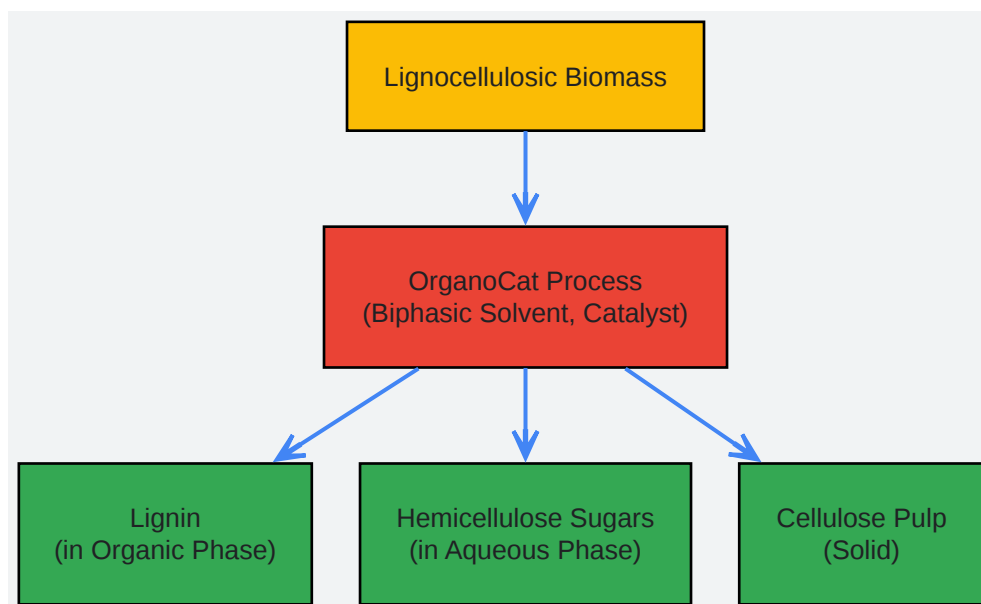 Lignocellulosic Biomass
OrganoCat Process
(Biphasic Solvent, Catalyst)
Lignin
(in Organic Phase)
Hemicellulose Sugars
(in Aqueous Phase)
Cellulose Pulp
(Solid)